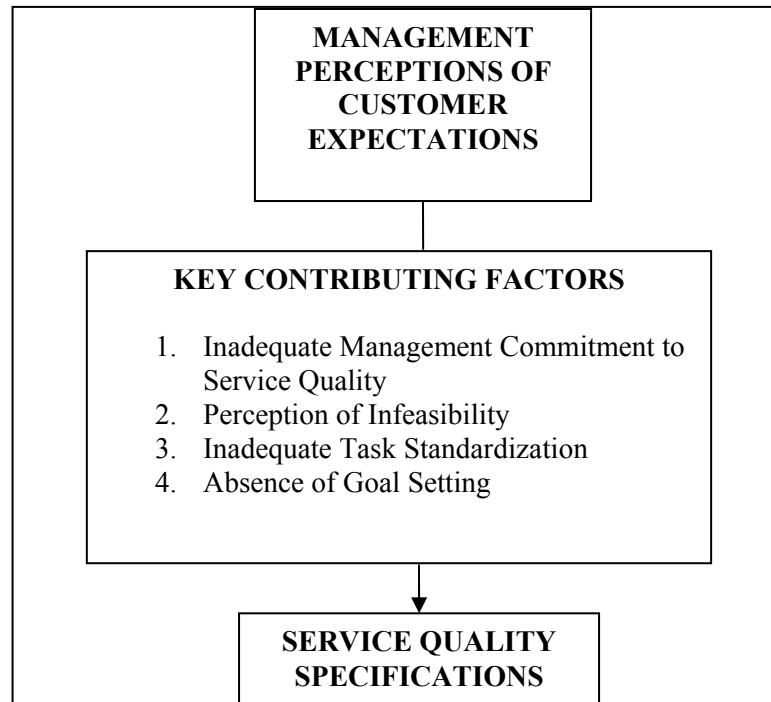 MANAGEMENT
PERCEPTIONS OF
CUSTOMER
EXPECTATIONS
KEY CONTRIBUTING FACTORS
1. Inadequate Management Commitment to
Service Quality
2. Perception of Infeasibility
3. Inadequate Task Standardization
4. Absence of Goal Setting
SERVICE QUALITY
SPECIFICATIONS